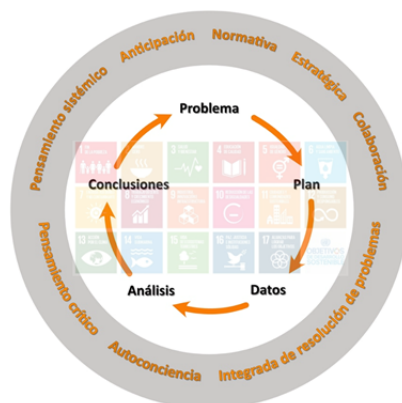 Anticipación
Normativa
Estratégica
Colaboración
Integrada de resolución de problemas
Autoconciencia
Pensamiento crítico
Pensamiento sistémico
Problema
Plan
Datos
Análisis
Conclusiones